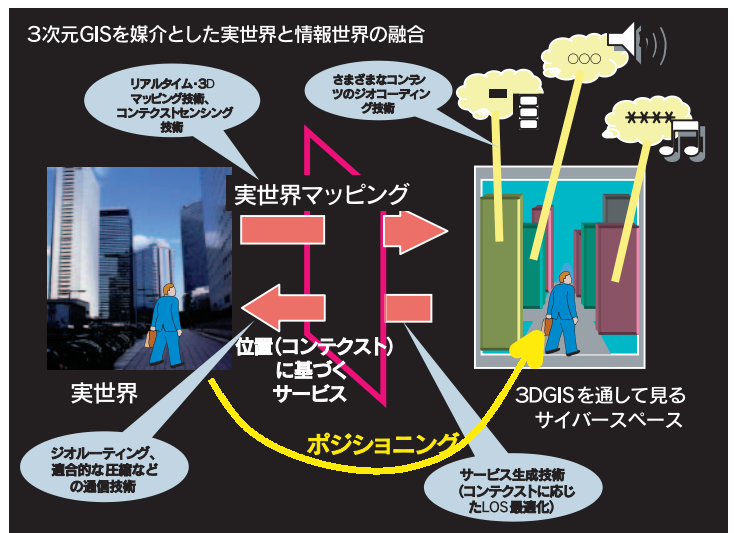 3次元GISを媒介とした実世界と情報世界の融合
リアルタイム・3D
マッピング技術、
コンテクストセンシング
技術
さまざまなコンテン
ツのジオコーディン
グ技術
○○○
****
実世界マッピング
位置(コンテクスト)
に基づく
サービス
実世界
3DGISを通して見る
サイバースペース
ポジショニング
ジオルーティング、
適合的な圧縮など
の通信技術
サービス生成技術
(コンテクストに応じ
たLOS最適化)